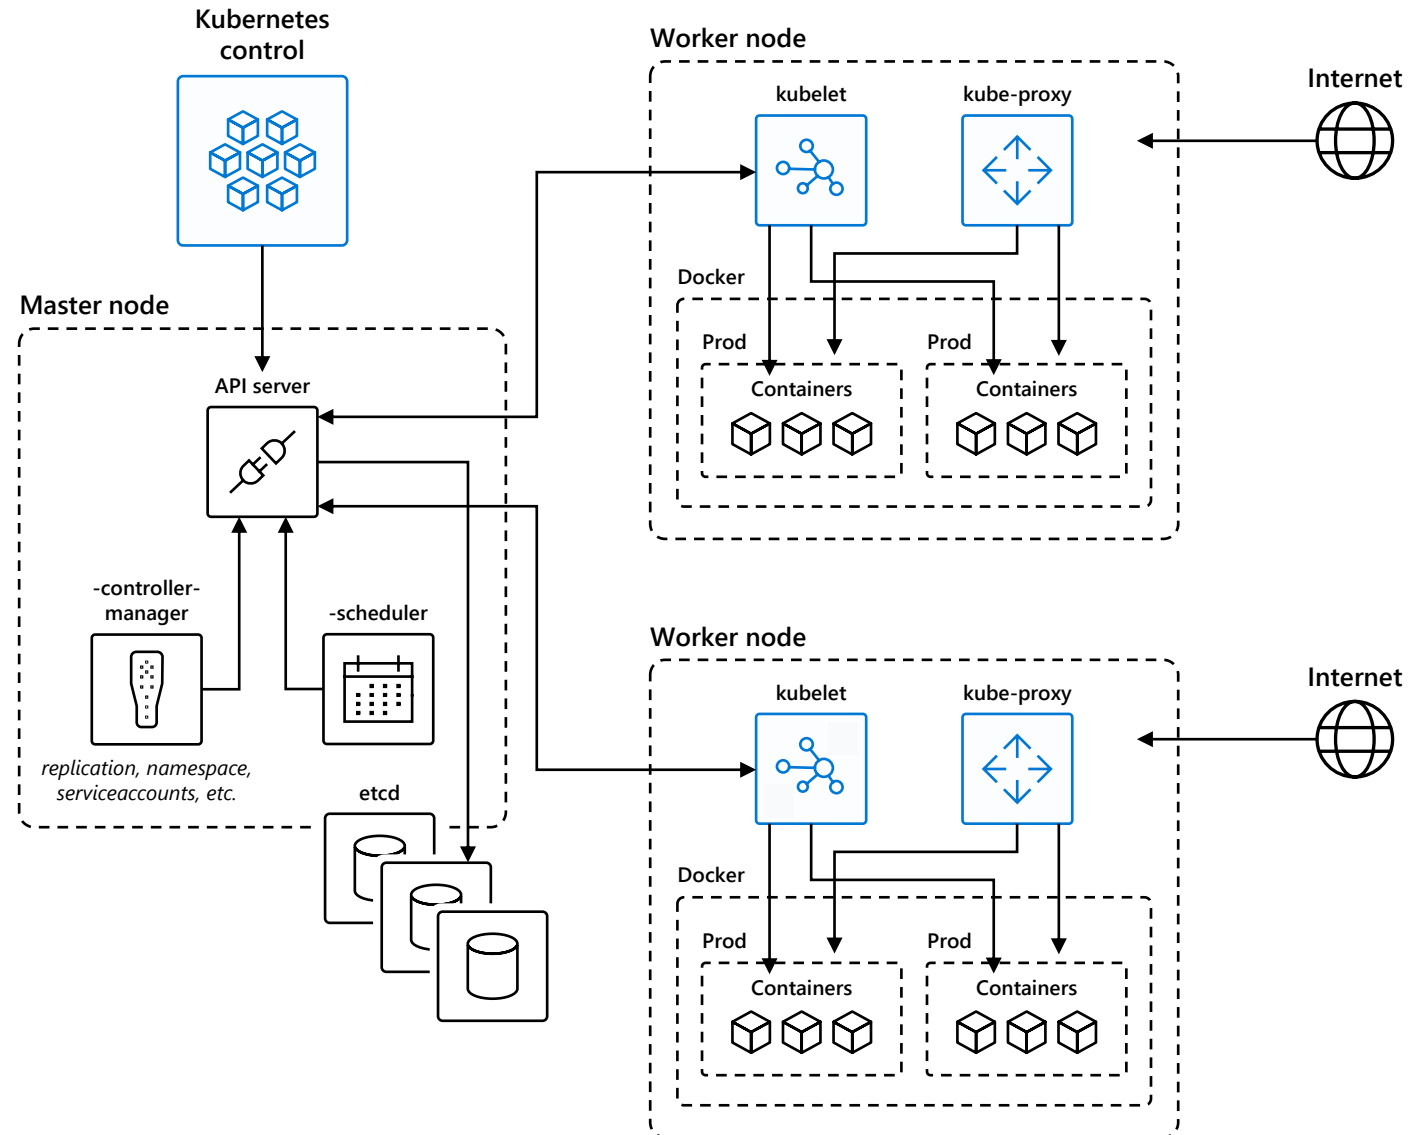 Kubernetes
control
Master node
API server
-controller-
manager
-scheduler
replication, namespace,
serviceaccounts, etc.
etcd
Worker node
kubelet
kube-proxy
Internet
Docker
Prod
Prod
Containers
Containers
Worker node
kubelet
kube-proxy
Internet
Docker
Prod
Prod
Containers
Containers